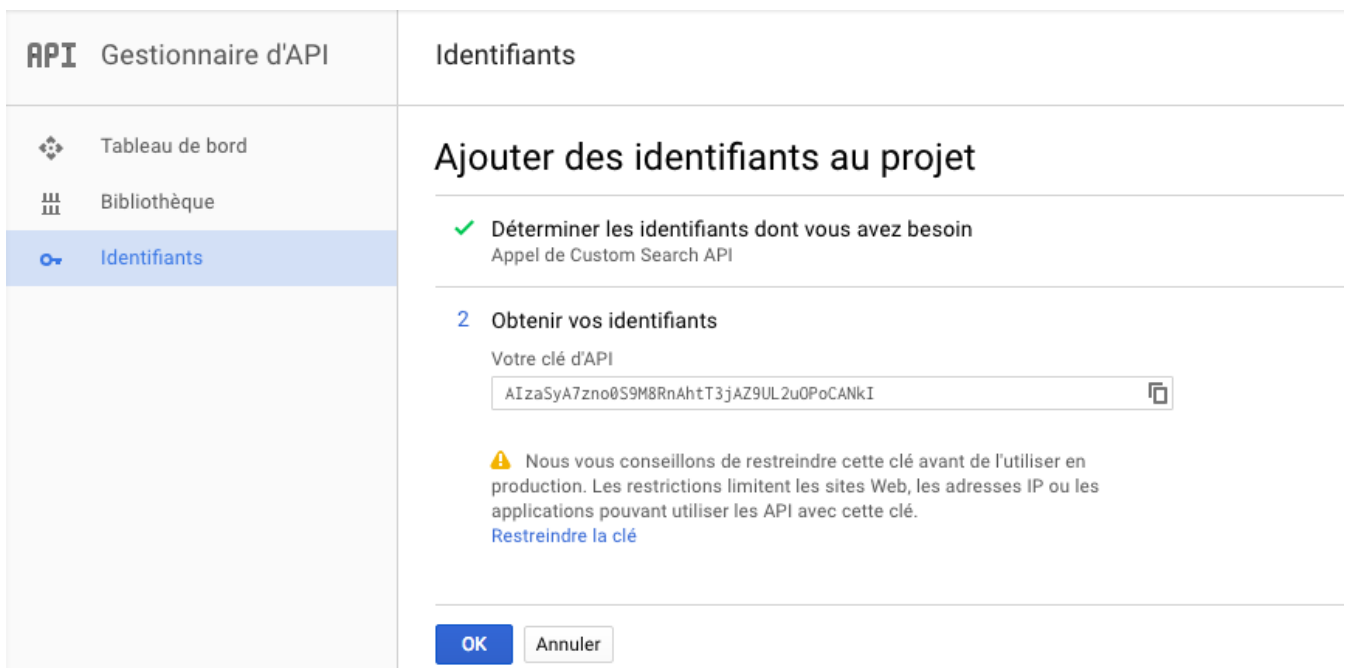 API Gestionnaire d'API
Identifiants
Tableau de bord
Bibliothèque
Identifiants
Ajouter des identifiants au projet
Déterminer les identifiants dont vous avez besoin
Appel de Custom Search API
2 Obtenir vos identifiants
Votre clé d'API
AIzaSyA7zno0S9M8RnAhtT3jAZ9UL2uOPoCANkI
Nous vous conseillons de restreindre cette clé avant de l'utiliser en
production. Les restrictions limitent les sites Web, les adresses IP ou les
applications pouvant utiliser les API avec cette clé.
Restreindre la clé
OK Annuler